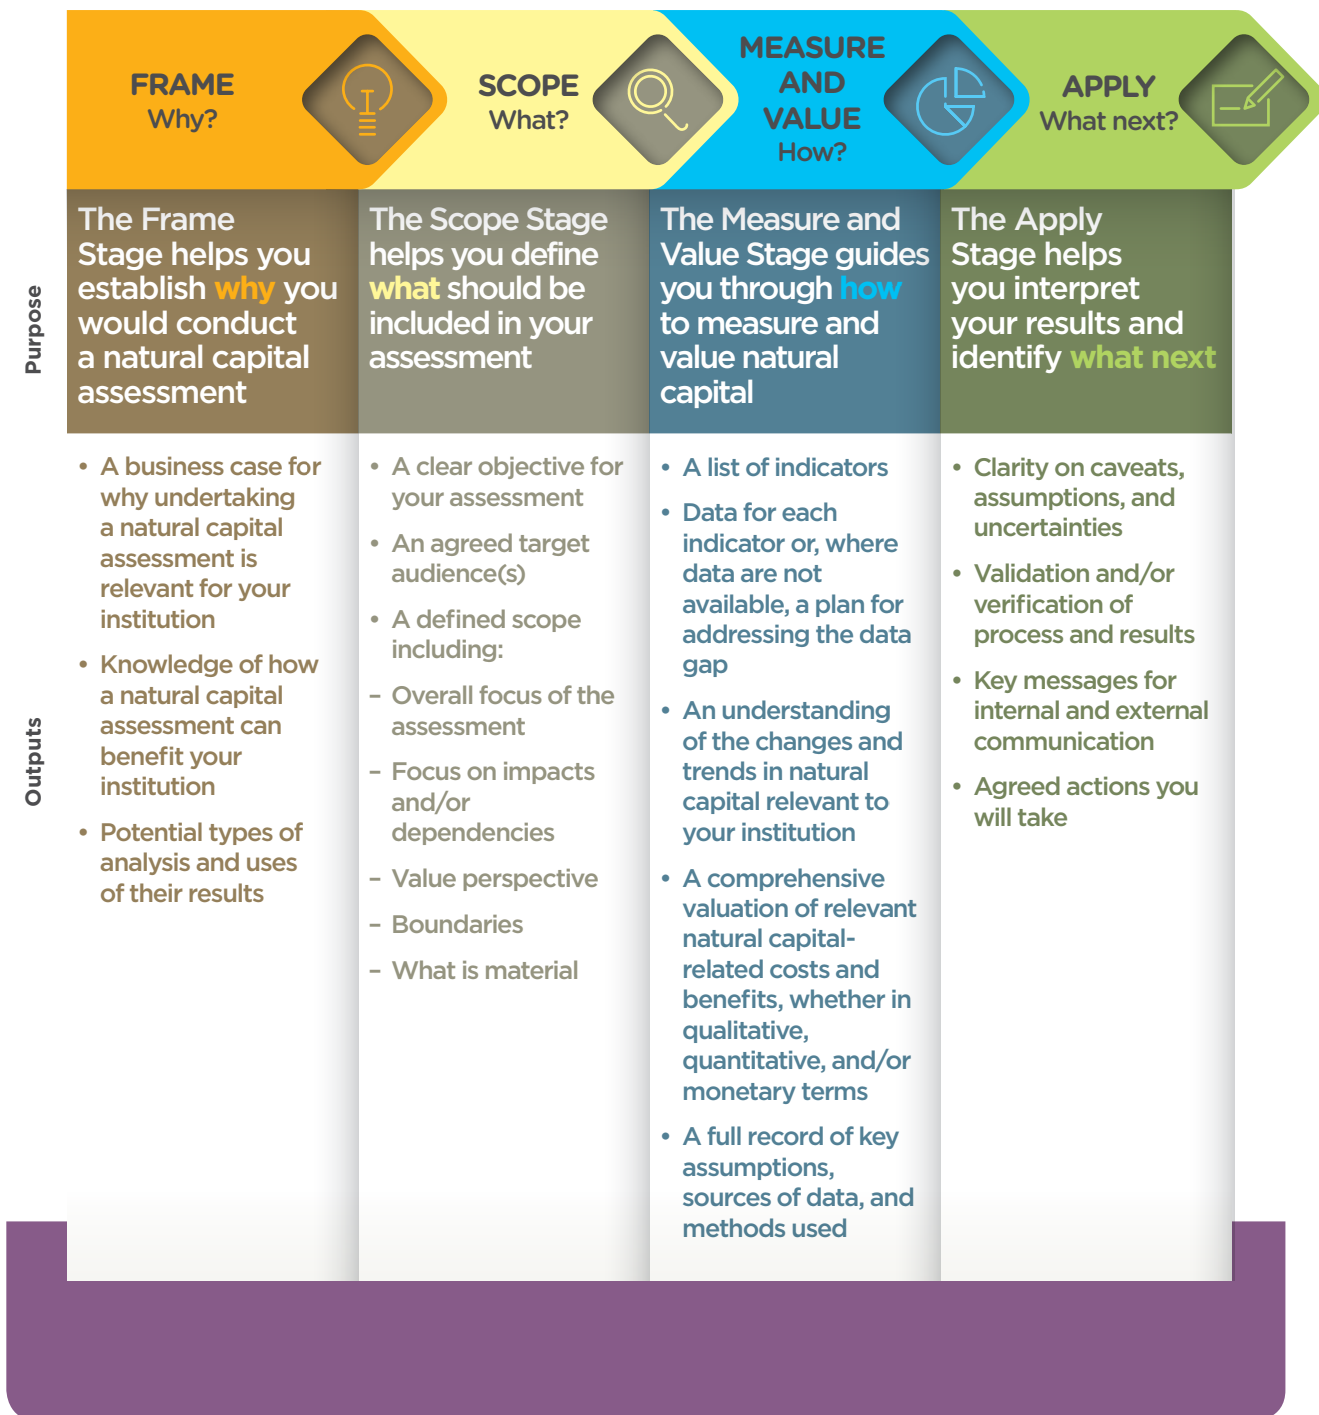 FRAME
Why?
SCOPE
What?
MEASURE
AND
VALUE
How?
APPLY
What next?
Purpose
The Frame
Stage helps you
establish why you
would conduct
a natural capital
assessment
The Scope Stage
helps you define
what should be
included in your
assessment
The Measure and
Value Stage guides
you through how
to measure and
value natural
capital
The Apply
Stage helps
you interpret
your results and
identify what next
Outputs
• A business case for
why undertaking
a natural capital
assessment is
relevant for your
institution
• Knowledge of how
a natural capital
assessment can
benefit your
institution
• Potential types of
analysis and uses
of their results
• A clear objective for
your assessment
• An agreed target
audience(s)
• A defined scope
including:
– Overall focus of the
assessment
– Focus on impacts
and/or
dependencies
– Value perspective
– Boundaries
– What is material
• A list of indicators
• Data for each
indicator or, where
data are not
available, a plan for
addressing the data
gap
• An understanding
of the changes and
trends in natural
capital relevant to
your institution
• A comprehensive
valuation of relevant
natural capital-
related costs and
benefits, whether in
qualitative,
quantitative, and/or
monetary terms
• A full record of key
assumptions,
sources of data, and
methods used
• Clarity on caveats,
assumptions, and
uncertainties
• Validation and/or
verification of
process and results
• Key messages for
internal and external
communication
• Agreed actions you
will take